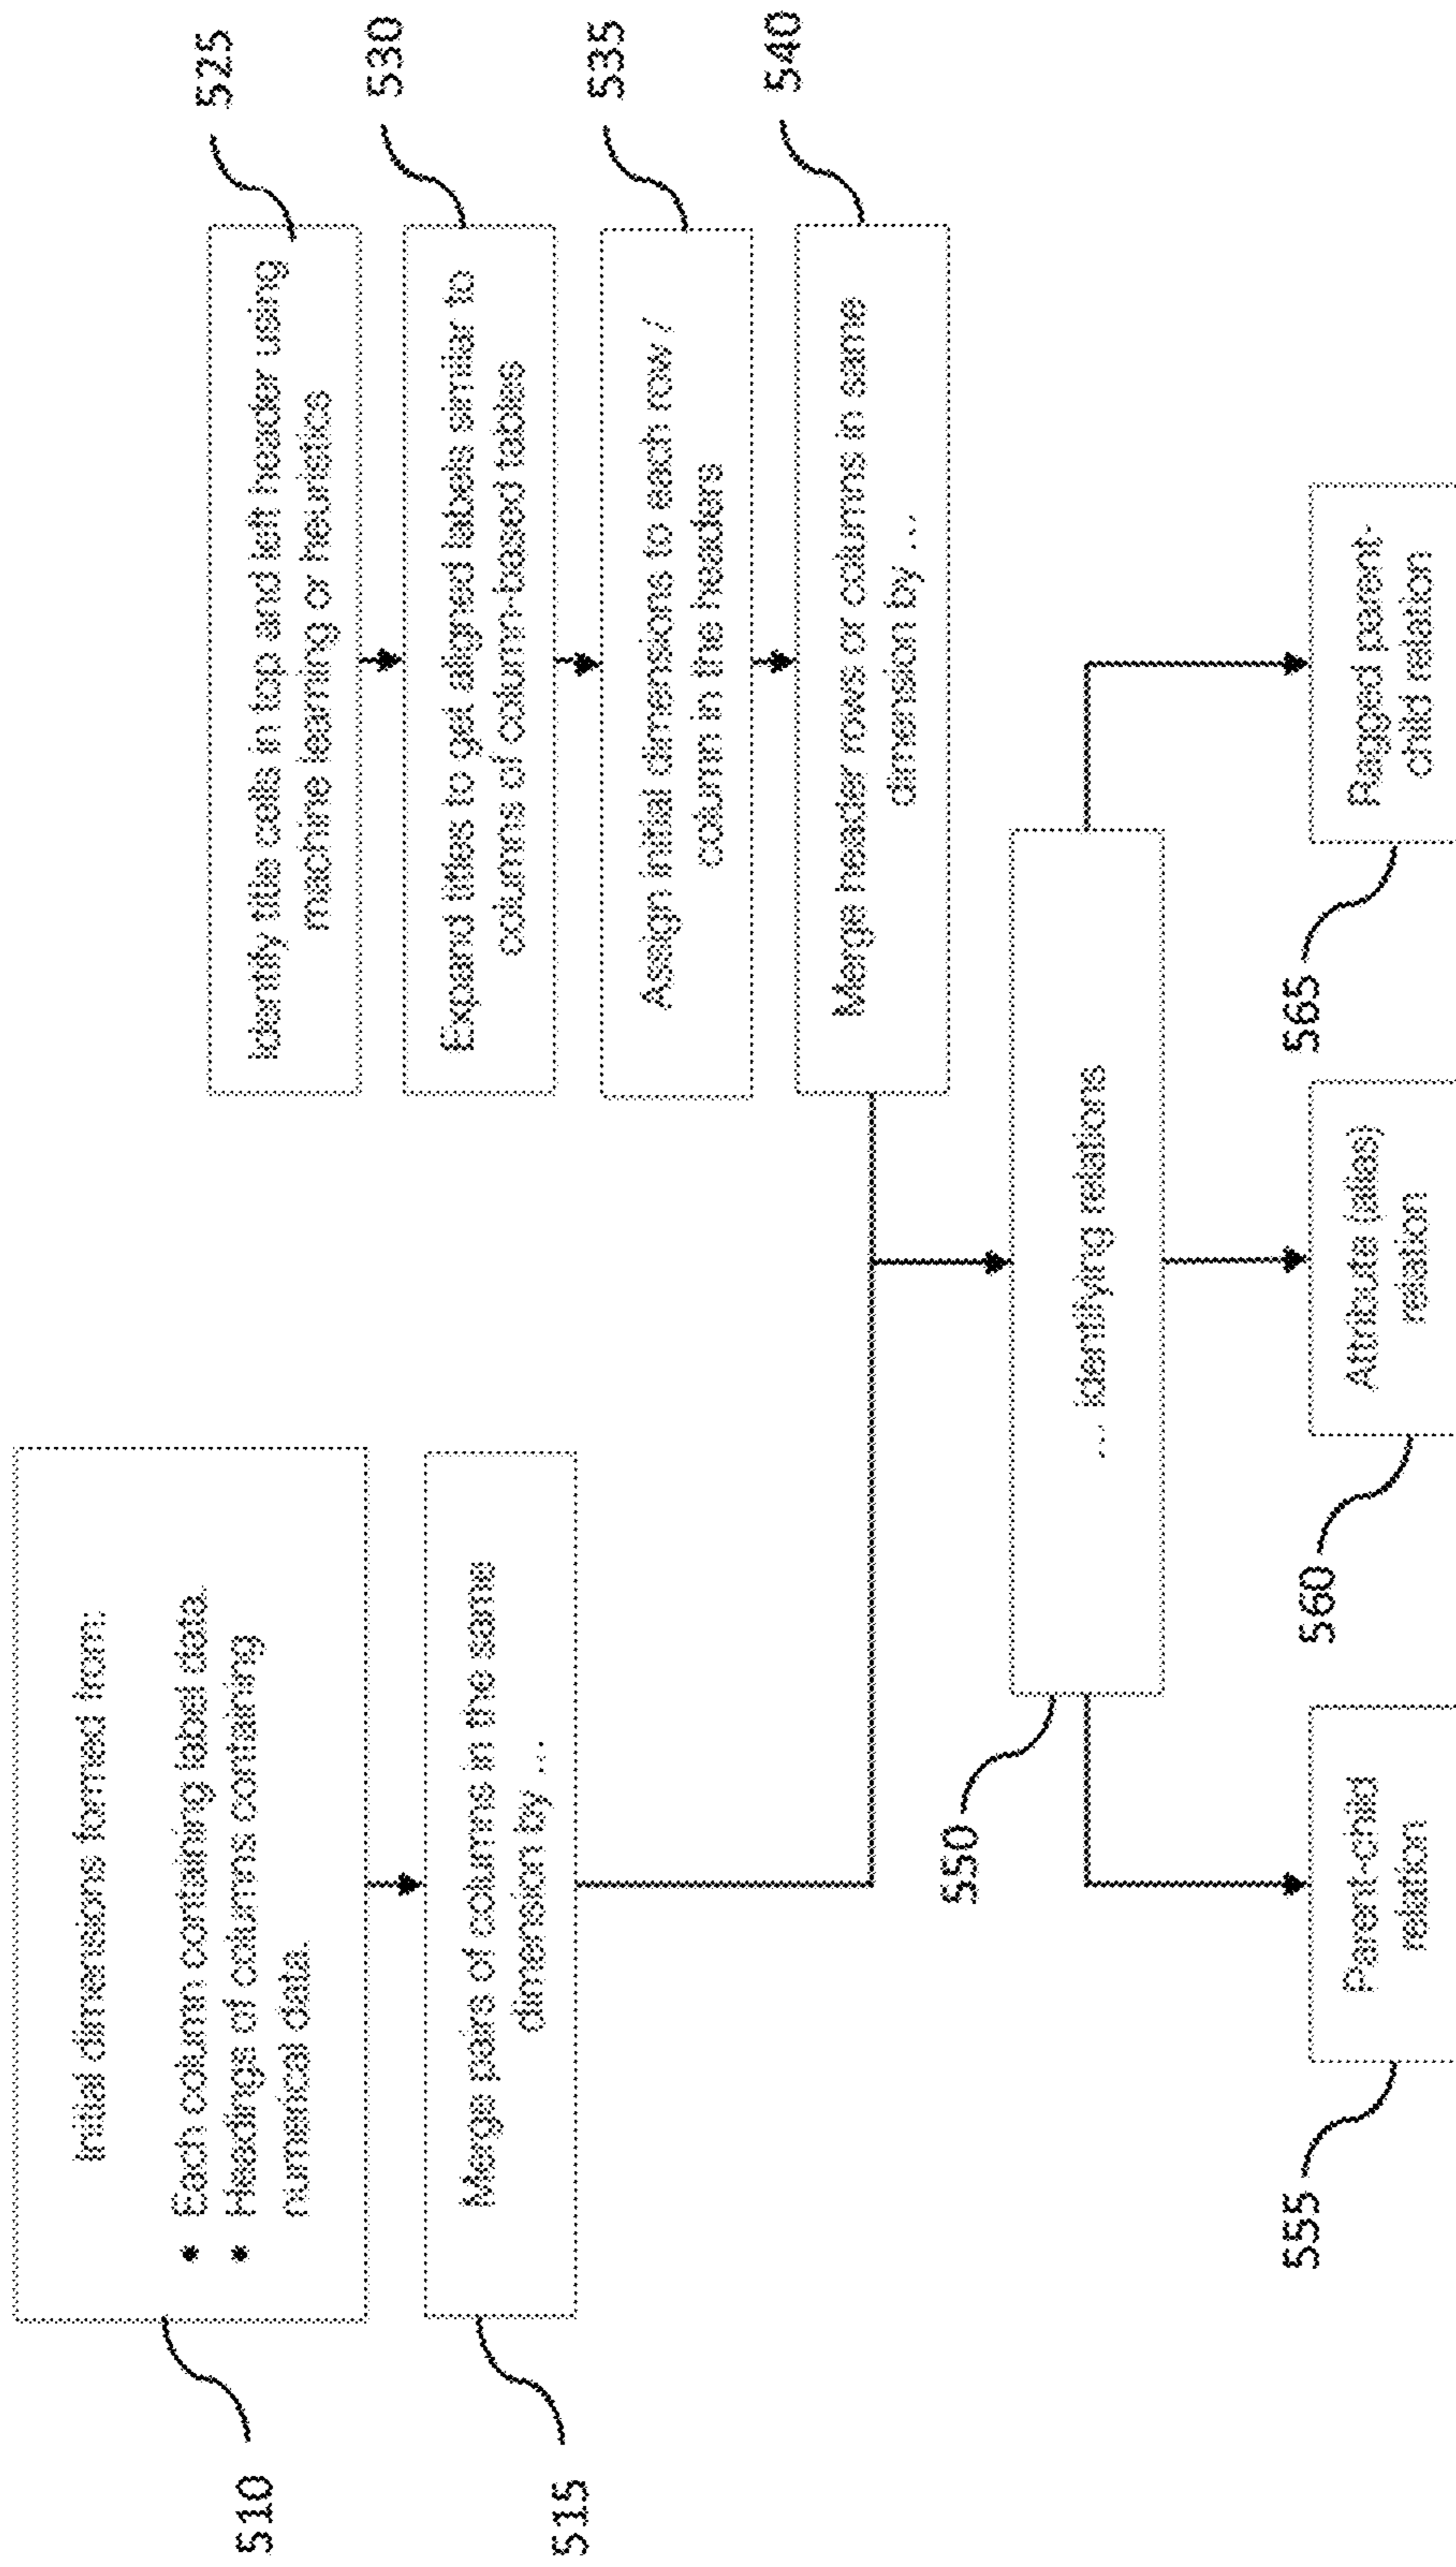 Initial dimensions formed from:
• Each column containing label data.
• Headings of columns containing
numerical data.
510
Merge pairs of columns in the same
dimension by ...
515
Identify title cells in top and left header using
machine learning or heuristics
525
Expand titles to get aligned labels similar to
columns of column-based tables
530
Assign initial dimensions to each row /
column in the headers
535
Merge header rows or columns in same
dimension by ...
540
... identifying relations
550
Parent-child
relation
555
Attribute (alias)
relation
560
Ragged parent-
child relation
565